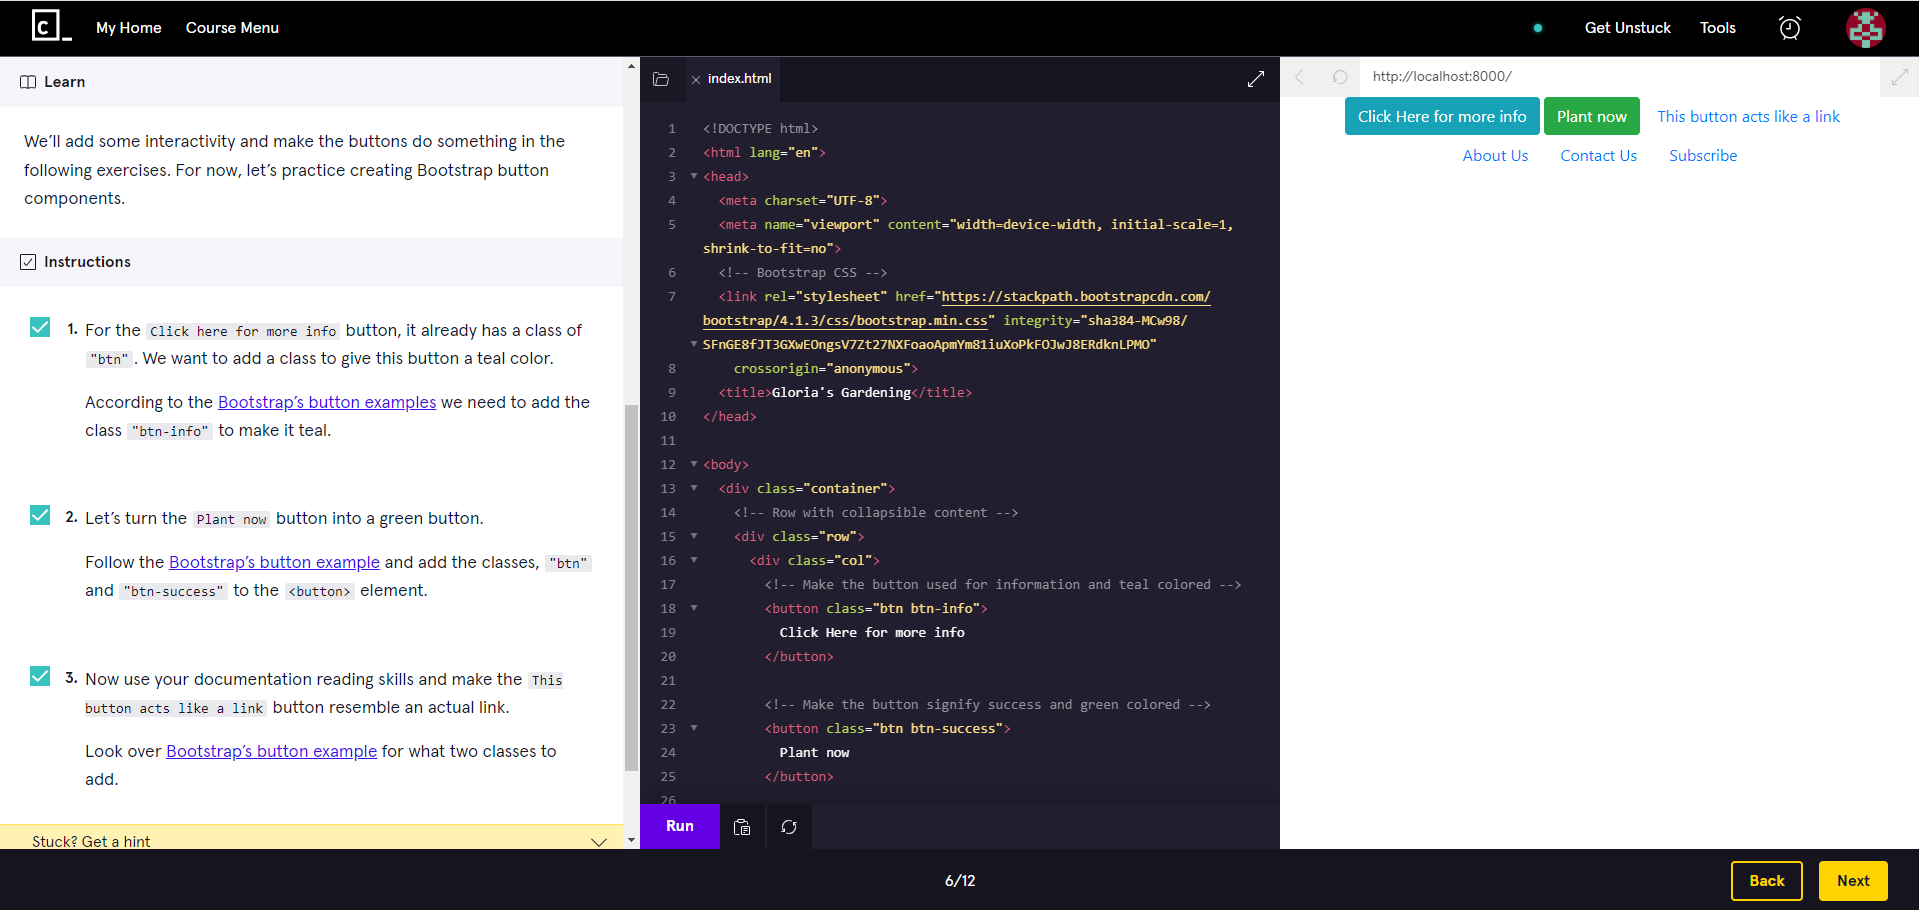 C_
My Home
Course Menu
Get Unstuck
Tools
Learn
We'll add some interactivity and make the buttons do something in the
following exercises. For now, let's practice creating Bootstrap button
components.
Instructions
1. For the Click here for more info button, it already has a class of
"btn". We want to add a class to give this button a teal color.
According to the Bootstrap's button examples we need to add the
class "btn-info" to make it teal.
2. Let's turn the Plant now button into a green button.
Follow the Bootstrap's button example and add the classes, "btn"
and "btn-success" to the <button> element.
3. Now use your documentation reading skills and make the This
button acts like a link button resemble an actual link.
Look over Bootstrap's button example for what two classes to
add.
Stuck? Get a hint
index.html
1 <!DOCTYPE html>
2 <html lang="en">
3 <head>
4 <meta charset="UTF-8">
5 <meta name="viewport" content="width=device-width, initial-scale=1,
shrink-to-fit=no">
6 <!-- Bootstrap CSS -->
7 <link rel="stylesheet" href="https://stackpath.bootstrapcdn.com/
bootstrap/4.1.3/css/bootstrap.min.css" integrity="sha384-MCw98/
SFnGE8fJT3GXwEOngsV7Zt27NXFoaoApmYm81iuXoPkFOJwJ8ERdknLPMO"
8 crossorigin="anonymous">
9 <title>Gloria's Gardening</title>
10 </head>
11
12 <body>
13 <div class="container">
14 <!-- Row with collapsible content -->
15 <div class="row">
16 <div class="col">
17 <!-- Make the button used for information and teal colored -->
18 <button class="btn btn-info">
19 Click Here for more info
20 </button>
21
22 <!-- Make the button signify success and green colored -->
23 <button class="btn btn-success">
24 Plant now
25 </button>
26
Run
http://localhost:8000/
Click Here for more info
Plant now
This button acts like a link
About Us
Contact Us
Subscribe
6/12
Back
Next